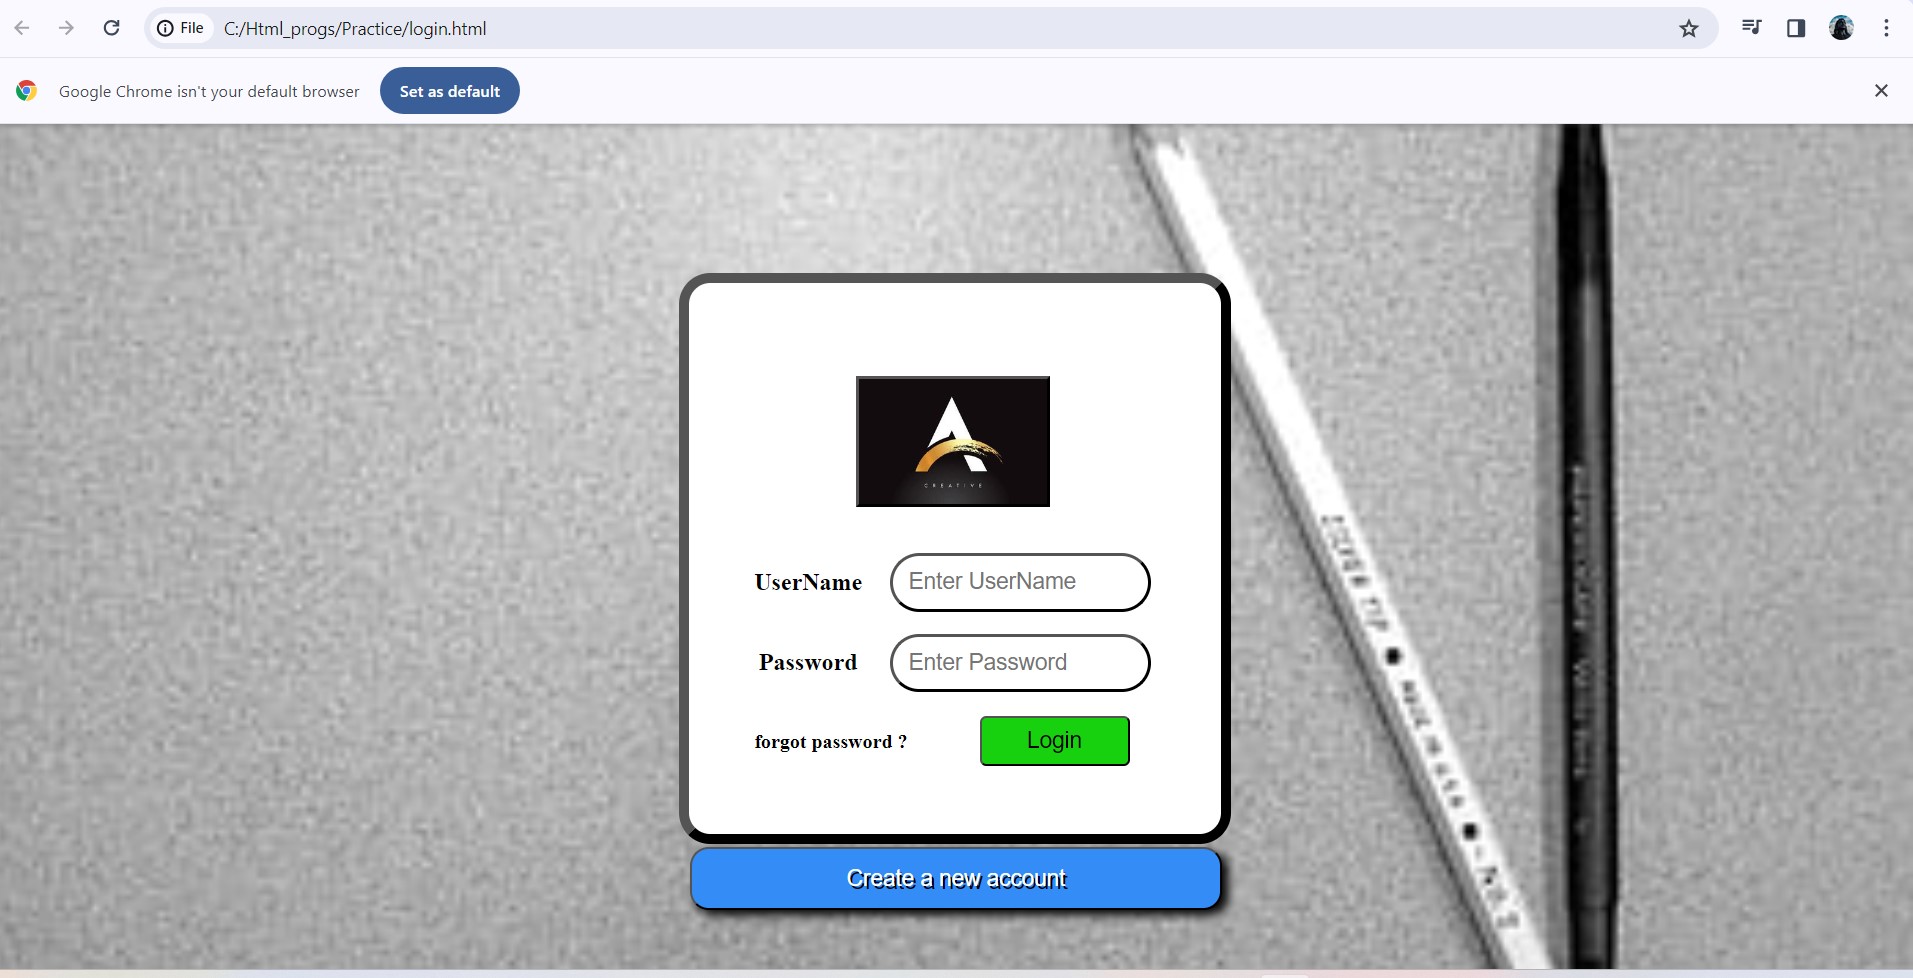 File C:/Html_progs/Practice/login.html
Google Chrome isn't your default browser Set as default
A
CREATIVE
UserName Enter UserName
Password Enter Password
forgot password ? Login
Create a new account